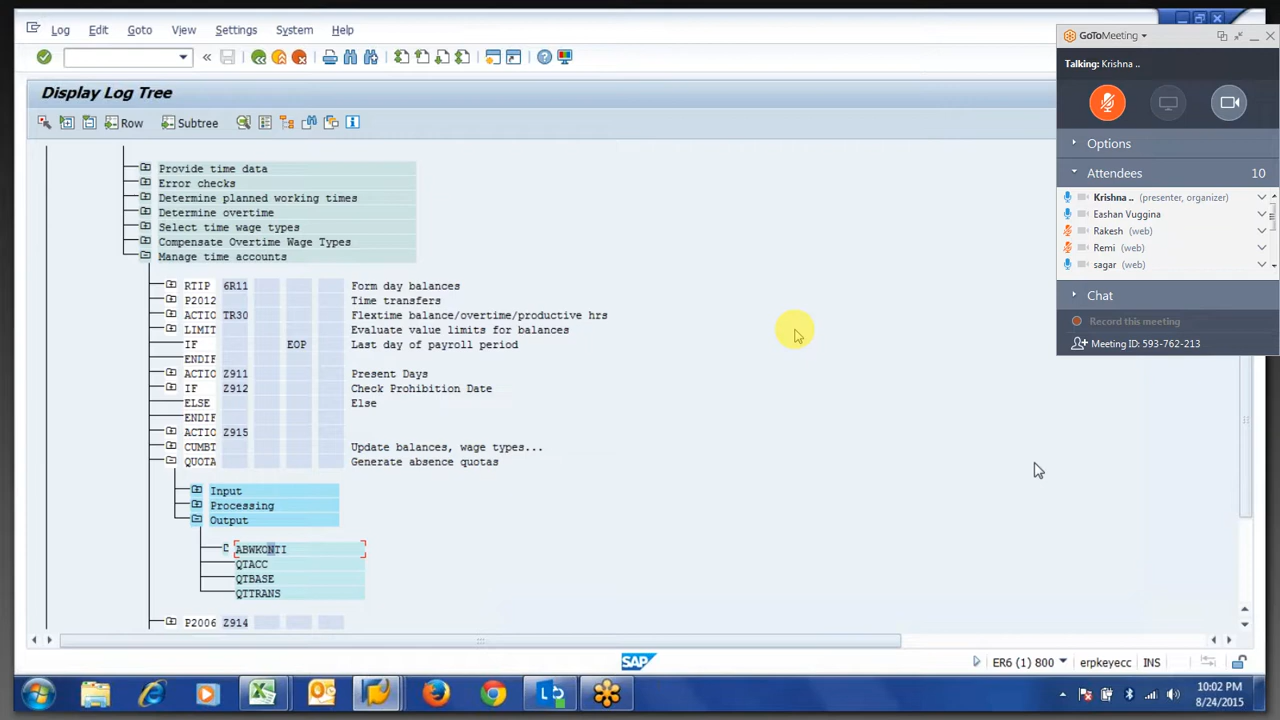 Log Edit Goto View Settings System Help
GoToMeeting
Talking: Krishna ..
Display Log Tree
Row Subtree
Options
Attendees 10
Krishna .. (presenter, organizer)
Eashan Vuggina
Rakesh (web)
Remi (web)
sagar (web)
Chat
Record this meeting
Meeting ID: 593-762-213
Provide time data
Error checks
Determine planned working times
Determine overtime
Select time wage types
Compensate Overtime Wage Types
Manage time accounts
RTIP 6R11 Form day balances
P2012 Time transfers
ACTIO TR30 Flextime balance/overtime/productive hrs
LIMIT Evaluate value limits for balances
IF EOP Last day of payroll period
ENDIF
ACTIO Z911 Present Days
IF Z912 Check Prohibition Date
ELSE Else
ENDIF
ACTIO Z915
CUMBT Update balances, wage types...
QUOTA Generate absence quotas
Input
Processing
Output
ABWKONTI
QTACC
QTBASE
QTTRANS
P2006 Z914
SAP
ER6 (1) 800 erpkeyecc INS
10:02 PM
8/24/2015